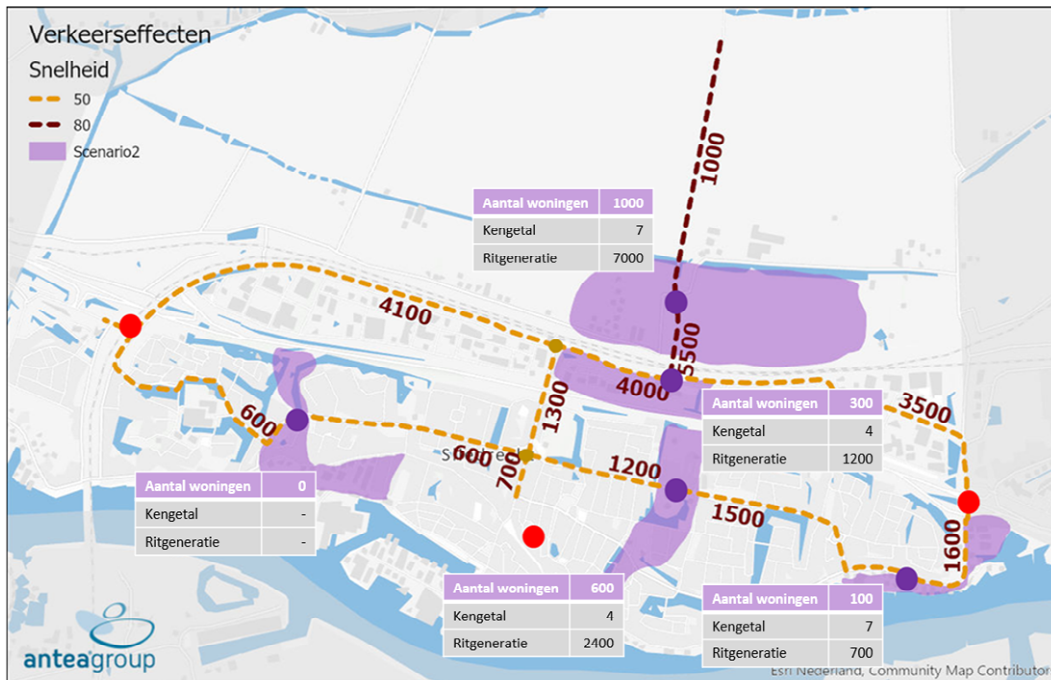 Verkeerseffecten
Snelheid
50
80
Scenario2
1000
Aantal woningen 1000
Kengetal 7
Ritgeneratie 7000
4100
5500
4000
1300
3500
Aantal woningen 300
Kengetal 4
Ritgeneratie 1200
600
600
700
1200
1500
1600
Aantal woningen 0
Kengetal -
Ritgeneratie -
Aantal woningen 600
Kengetal 4
Ritgeneratie 2400
Aantal woningen 100
Kengetal 7
Ritgeneratie 700
anteagroup
Esri Nederland, Community Map Contributor